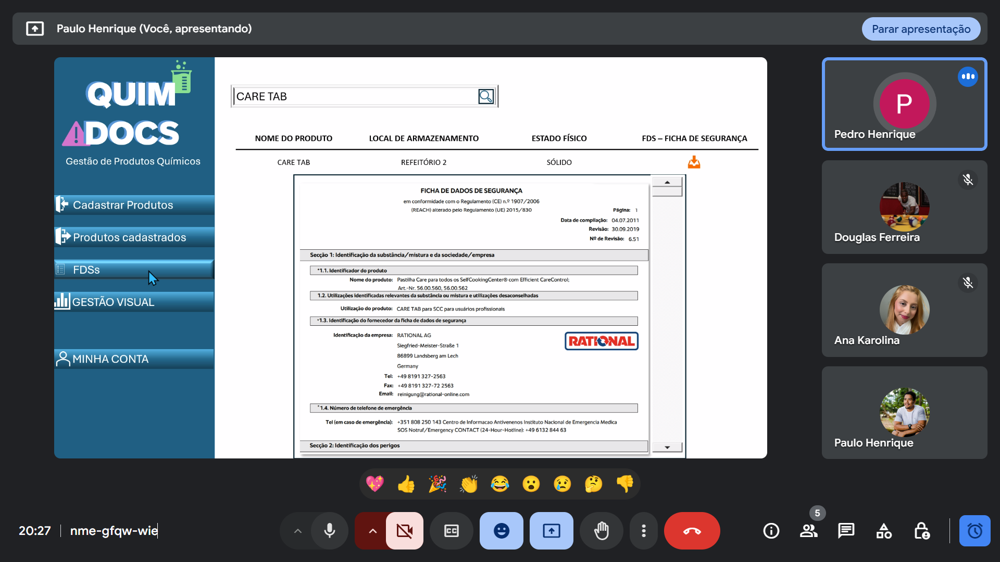 Paulo Henrique (Você, apresentando)
Parar apresentação
QUIM
DOCS
Gestão de Produtos Químicos
Cadastrar Produtos
Produtos cadastrados
FDSs
GESTÃO VISUAL
MINHA CONTA
CARE TAB
NOME DO PRODUTO LOCAL DE ARMAZENAMENTO ESTADO FÍSICO FDS – FICHA DE SEGURANÇA
CARE TAB REFEITÓRIO 2 SÓLIDO
FICHA DE DADOS DE SEGURANÇA
em conformidade com o Regulamento (CE) n.º 1907/2006
(REACH) alterado pelo Regulamento (UE) 2015/830
Página: 1
Data de compilação: 04.07.2011
Revisão: 30.09.2019
Nº de Revisão: 6.51
Secção 1: Identificação da substância/mistura e da sociedade/empresa
*1.1. Identificador do produto
Nome do produto: Pastilha Care para todos os SelfCookingCenter® com Efficient CareControl;
Art.-Nr. 56.00.560, 56.00.562
1.2. Utilizações identificadas relevantes da substância ou mistura e utilizações desaconselhadas
Utilização do produto: CARE TAB para SCC para usuários profissionais
*1.3. Identificação do fornecedor da ficha de dados de segurança
Identificação da empresa: RATIONAL AG
Siegfried-Meister-Straße 1
86899 Landsberg am Lech
Germany
RATIONAL
Tel: +49 8191 327-2563
Fax: +49 8191 327-72 2563
Email: reinigung@rational-online.com
*1.4. Número de telefone de emergência
Tel (em caso de emergência): +351 808 250 143 Centro de Informacao Antivenenos Instituto Nacional de Emergencia Medica
SOS Notruf/Emergency CONTACT (24-Hour-Hotline): +49 6132 844 63
Secção 2: Identificação dos perigos
P
Pedro Henrique
Douglas Ferreira
Ana Karolina
Paulo Henrique
20:27 nme-gfqw-wie
CC
5